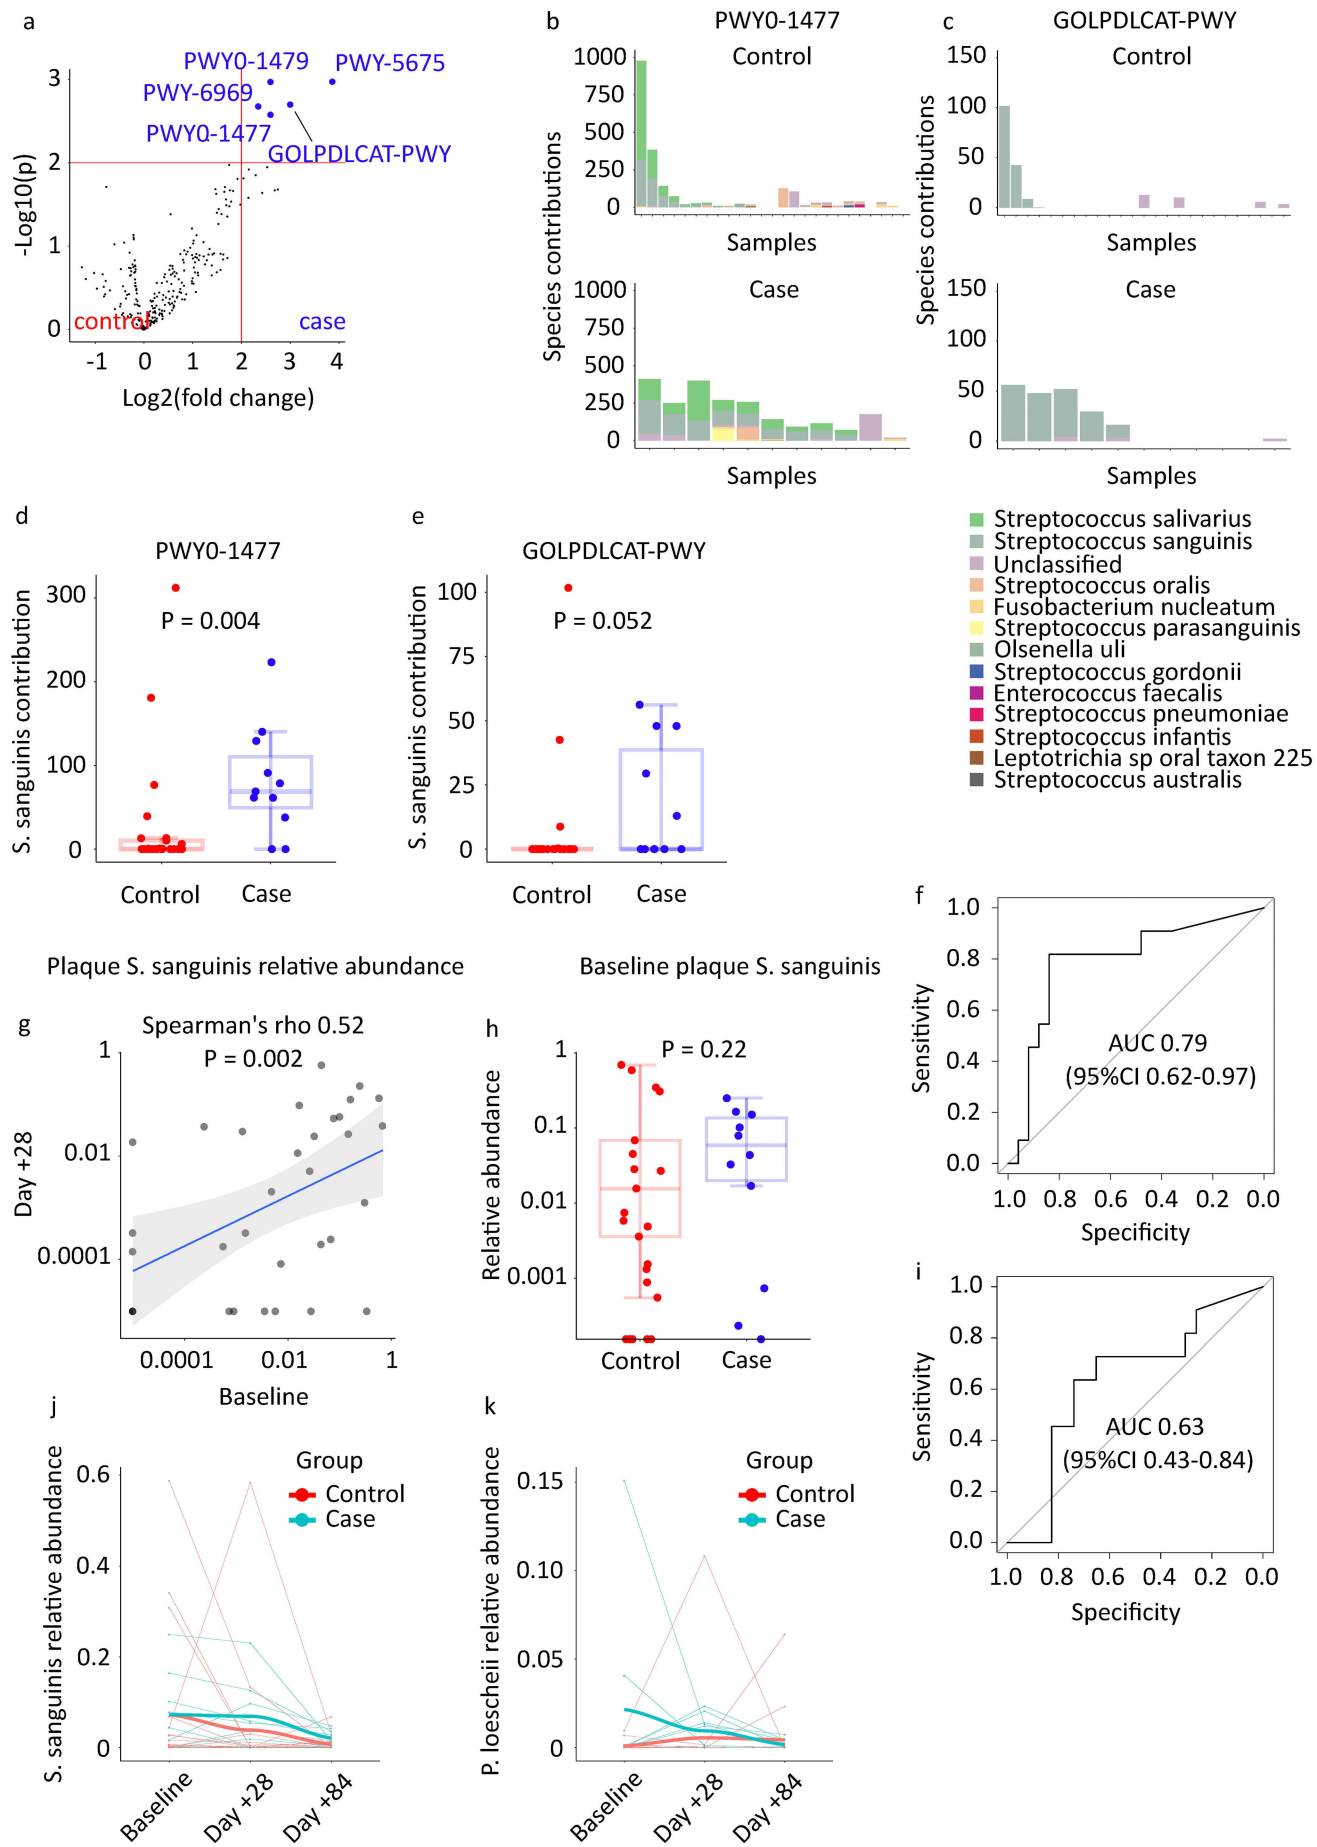 a
PWY0-1479
PWY-5675
PWY-6969
PWY0-1477
GOLPDLCAT-PWY
3
2
1
0
-Log10(p)
control
case
-1 0 1 2 3 4
Log2(fold change)
b
PWY0-1477
Control
1000
750
500
250
0
Samples
Species contributions
Case
1000
750
500
250
0
Samples
c
GOLPDLCAT-PWY
Control
150
100
50
0
Samples
Species contributions
Case
150
100
50
0
Samples
Streptococcus salivarius
Streptococcus sanguinis
Unclassified
Streptococcus oralis
Fusobacterium nucleatum
Streptococcus parasanguinis
Olsenella uli
Streptococcus gordonii
Enterococcus faecalis
Streptococcus pneumoniae
Streptococcus infantis
Leptotrichia sp oral taxon 225
Streptococcus australis
d
PWY0-1477
P = 0.004
S. sanguinis contribution
300
200
100
0
Control Case
e
GOLPDLCAT-PWY
P = 0.052
S. sanguinis contribution
100
75
50
25
0
Control Case
f
1.0
0.8
0.6
0.4
0.2
0.0
Sensitivity
AUC 0.79
(95%CI 0.62-0.97)
1.0 0.8 0.6 0.4 0.2 0.0
Specificity
Plaque S. sanguinis relative abundance
g
Spearman's rho 0.52
P = 0.002
1
0.01
0.0001
Day +28
0.0001 0.01 1
Baseline
Baseline plaque S. sanguinis
h
P = 0.22
1
0.1
0.01
0.001
Relative abundance
Control Case
i
1.0
0.8
0.6
0.4
0.2
0.0
Sensitivity
AUC 0.63
(95%CI 0.43-0.84)
1.0 0.8 0.6 0.4 0.2 0.0
Specificity
j
Group
Control
Case
S. sanguinis relative abundance
0.6
0.4
0.2
0
Baseline
Day +28
Day +84
k
Group
Control
Case
P. loescheii relative abundance
0.15
0.10
0.05
0
Baseline
Day +28
Day +84